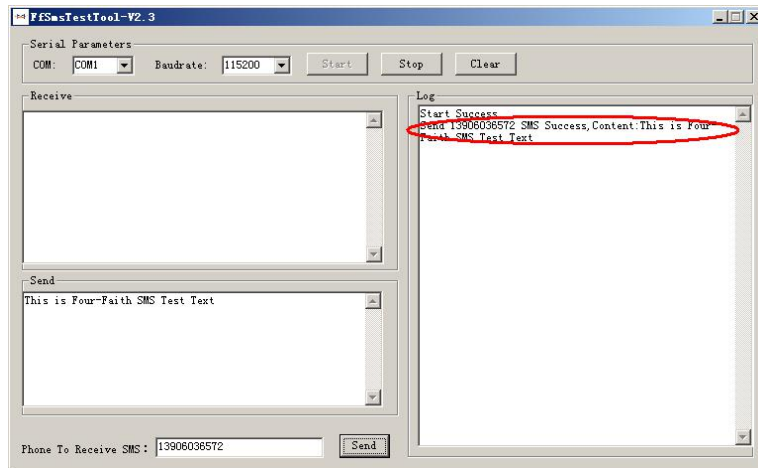 FfSmsTestTool-V2.3
Serial Parameters
COM: COM1 Baudrate: 115200 Start Stop Clear
Receive
Log
Start Success
Send 13906036572 SMS Success,Content:This is Four-
Faith SMS Test Text
Send
This is Four-Faith SMS Test Text
Phone To Receive SMS: 13906036572 Send